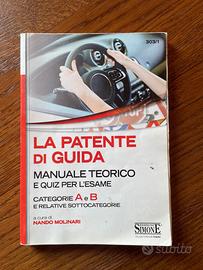 303/1
LA PATENTE
DI GUIDA
MANUALE TEORICO
E QUIZ PER L'ESAME
CATEGORIE A e B
E RELATIVE SOTTOCATEGORIE
a cura di
NANDO MOLINARI
SIMONE
subito